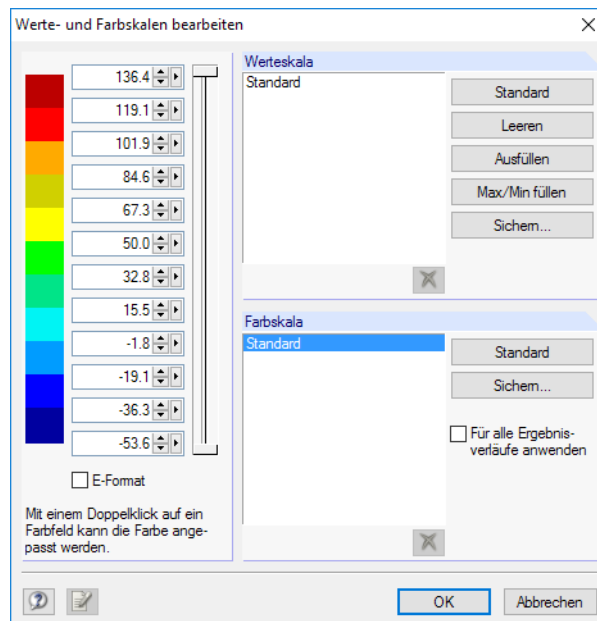 Werte- und Farbskalen bearbeiten
136.4
119.1
101.9
84.6
67.3
50.0
32.8
15.5
-1.8
-19.1
-36.3
-53.6
E-Format
Mit einem Doppelklick auf ein
Farbfeld kann die Farbe ange-
passt werden.
Werteskala
Standard
Standard
Leeren
Ausfüllen
Max/Min füllen
Sichern...
Farbskala
Standard
Standard
Sichern...
Für alle Ergebnis-
verläufe anwenden
OK
Abbrechen